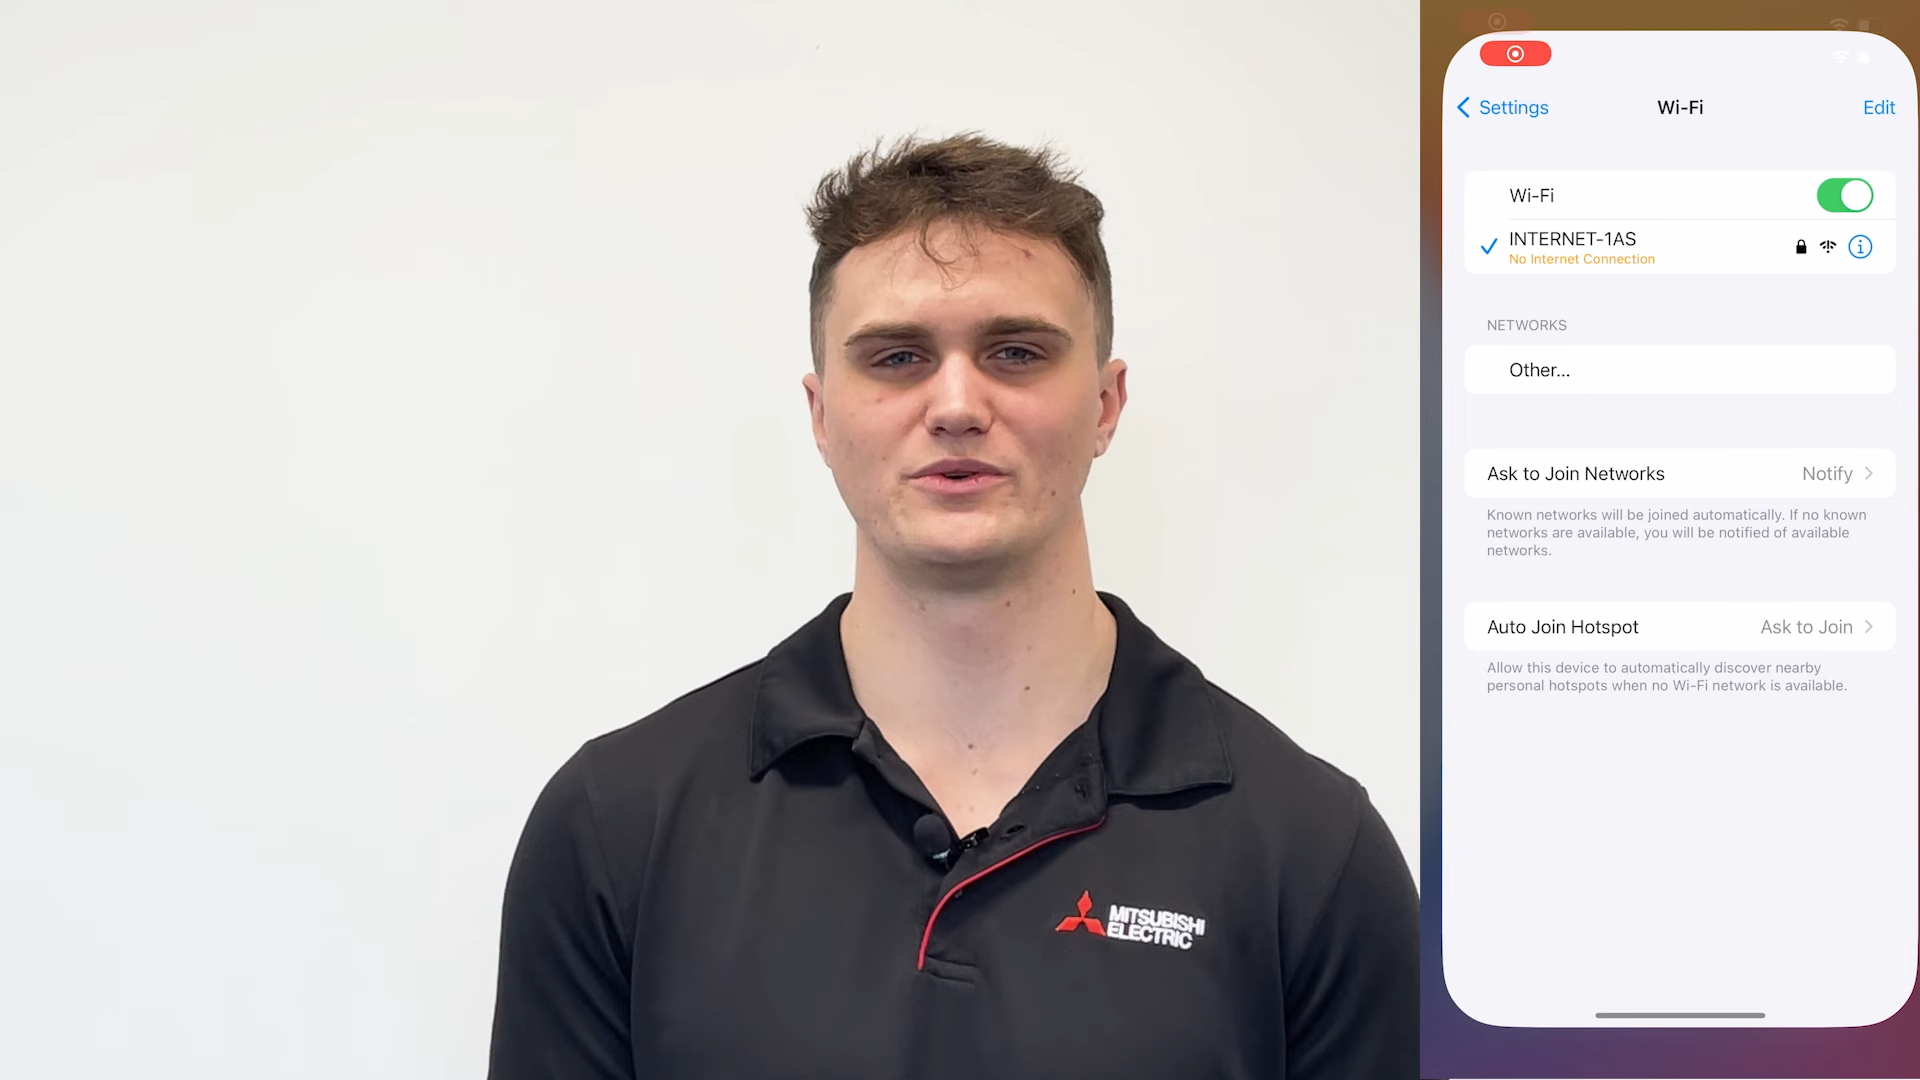 Settings
Wi-Fi
Edit
Wi-Fi
INTERNET-1AS
No Internet Connection
NETWORKS
Other...
Ask to Join Networks
Notify
Known networks will be joined automatically. If no known
networks are available, you will be notified of available
networks.
Auto Join Hotspot
Ask to Join
Allow this device to automatically discover nearby
personal hotspots when no Wi-Fi network is available.
MITSUBISHI
ELECTRIC